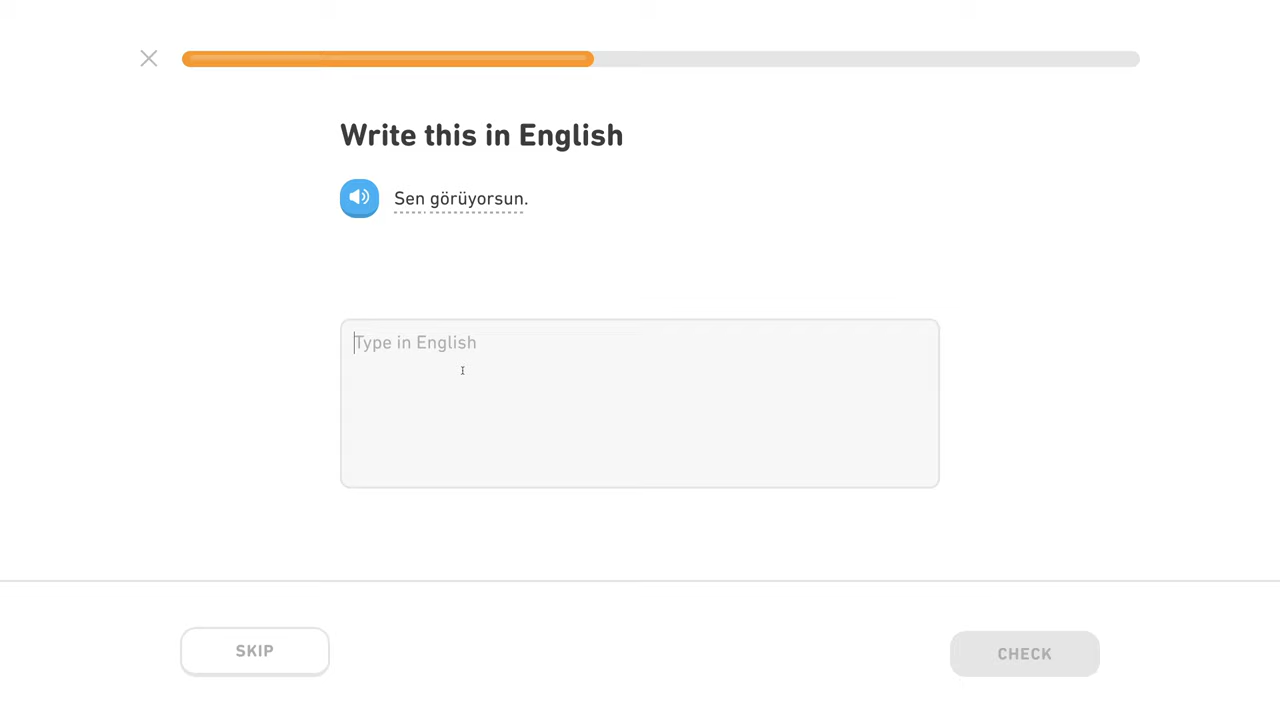 Write this in English
Sen görüyorsun.
Type in English
SKIP
CHECK